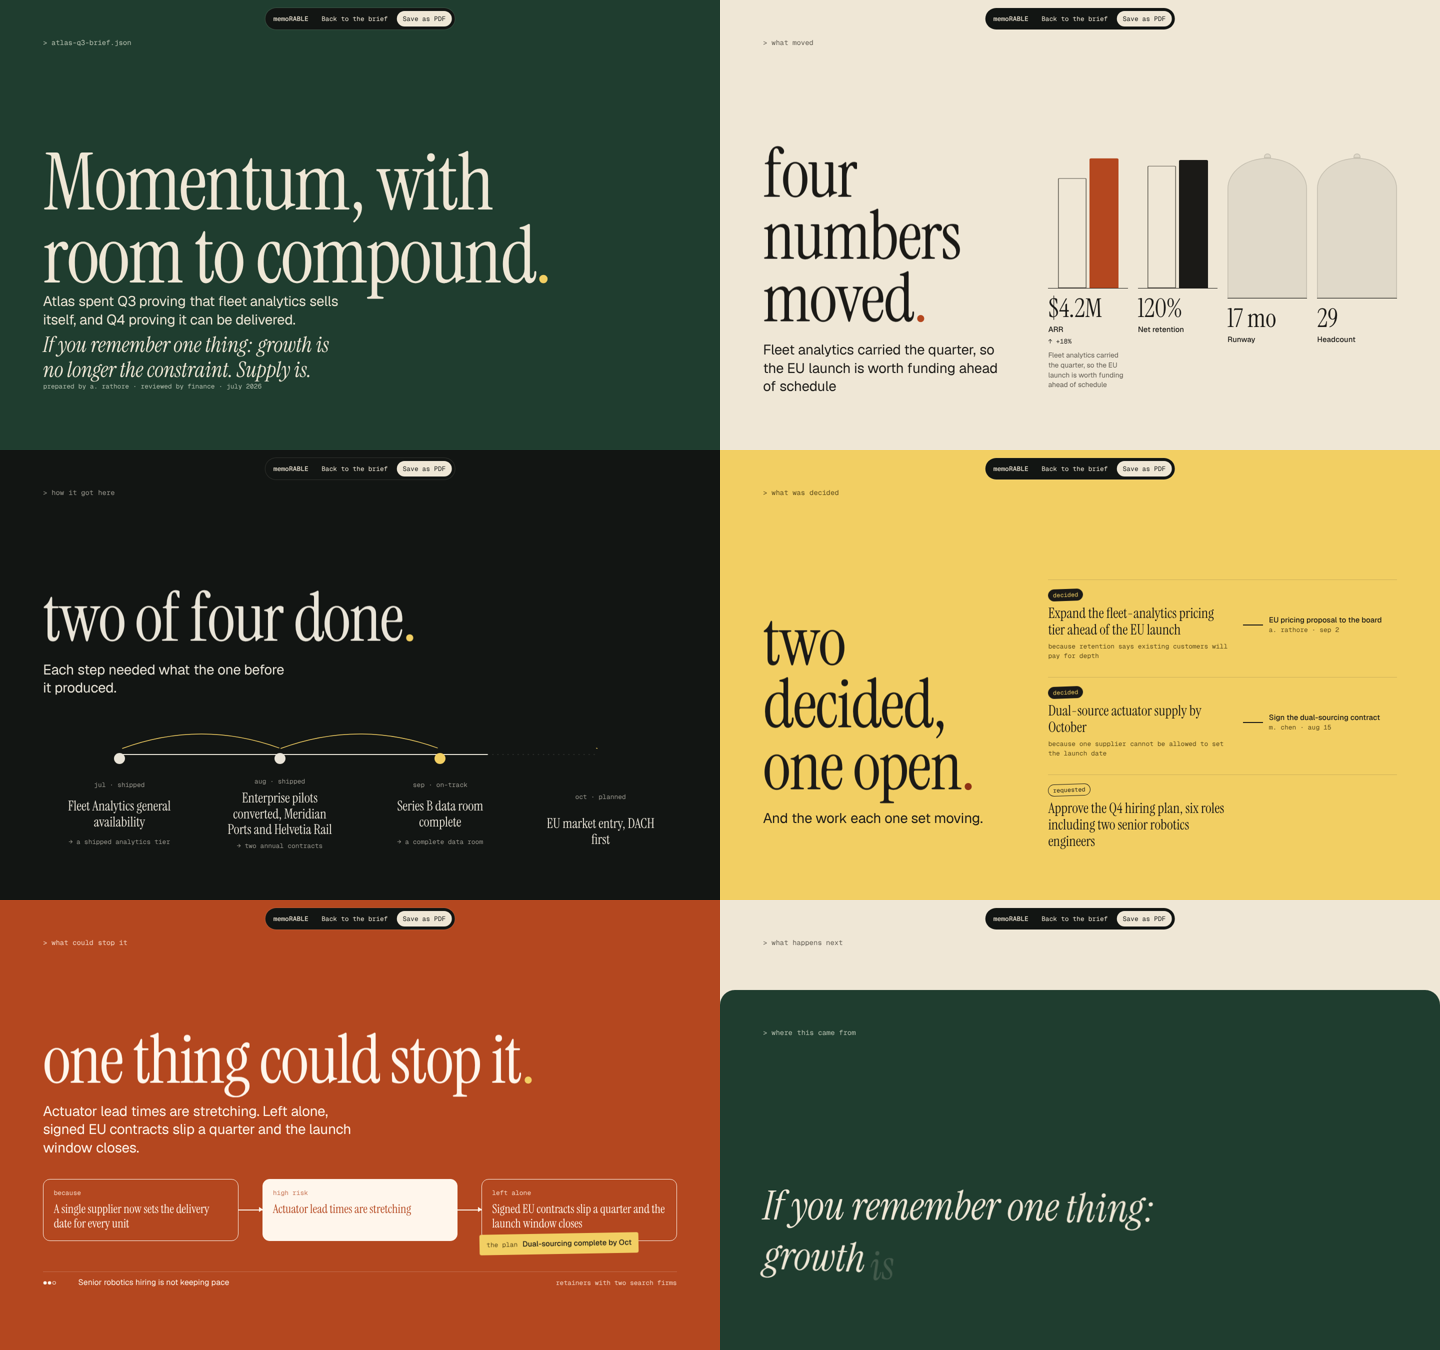 memoRABLE Back to the brief Save as PDF
> atlas-q3-brief.json
Momentum, with
room to compound.
Atlas spent Q3 proving that fleet analytics sells
itself, and Q4 proving it can be delivered.
If you remember one thing: growth is
no longer the constraint. Supply is.
prepared by a. rathore · reviewed by finance · july 2026
memoRABLE Back to the brief Save as PDF
> what moved
four
numbers
moved.
Fleet analytics carried the quarter, so
the EU launch is worth funding ahead
of schedule
$4.2M
ARR
↑ +18%
Fleet analytics carried
the quarter, so the EU
launch is worth funding
ahead of schedule
120%
Net retention
17 mo
Runway
29
Headcount
memoRABLE Back to the brief Save as PDF
> how it got here
two of four done.
Each step needed what the one before
it produced.
jul · shipped
Fleet Analytics general
availability
→ a shipped analytics tier
aug · shipped
Enterprise pilots
converted, Meridian
Ports and Helvetia Rail
→ two annual contracts
sep · on-track
Series B data room
complete
→ a complete data room
oct · planned
EU market entry, DACH
first
memoRABLE Back to the brief Save as PDF
> what was decided
two
decided,
one open.
And the work each one set moving.
decided
Expand the fleet-analytics pricing
tier ahead of the EU launch
because retention says existing customers will
pay for depth
EU pricing proposal to the board
a. rathore · sep 2
decided
Dual-source actuator supply by
October
because one supplier cannot be allowed to set
the launch date
Sign the dual-sourcing contract
m. chen · aug 15
requested
Approve the Q4 hiring plan, six roles
including two senior robotics
engineers
memoRABLE Back to the brief Save as PDF
> what could stop it
one thing could stop it.
Actuator lead times are stretching. Left alone,
signed EU contracts slip a quarter and the launch
window closes.
because
A single supplier now sets the delivery
date for every unit
high risk
Actuator lead times are stretching
left alone
Signed EU contracts slip a quarter and the
launch window closes
the plan Dual-sourcing complete by Oct
Senior robotics hiring is not keeping pace
retainers with two search firms
memoRABLE Back to the brief Save as PDF
> what happens next
> where this came from
If you remember one thing:
growth is